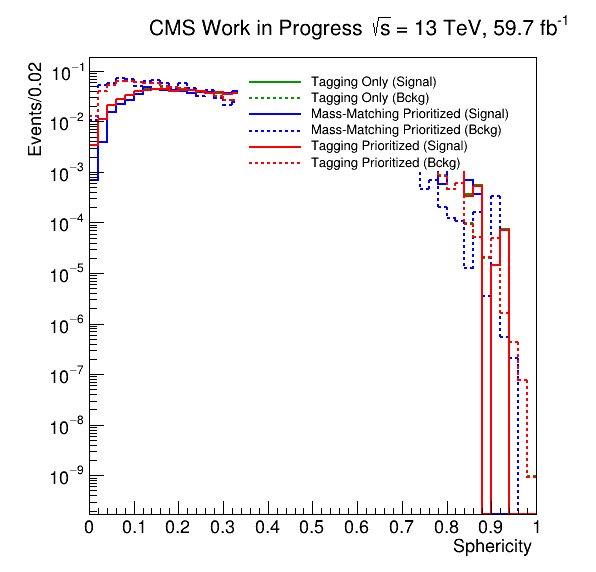 CMS Work in Progress √s = 13 TeV, 59.7 fb⁻¹
Events/0.02
10⁻¹
10⁻²
10⁻³
10⁻⁴
10⁻⁵
10⁻⁶
10⁻⁷
10⁻⁸
10⁻⁹
Tagging Only (Signal)
Tagging Only (Bckg)
Mass-Matching Prioritized (Signal)
Mass-Matching Prioritized (Bckg)
Tagging Prioritized (Signal)
Tagging Prioritized (Bckg)
0 0.1 0.2 0.3 0.4 0.5 0.6 0.7 0.8 0.9 1
Sphericity